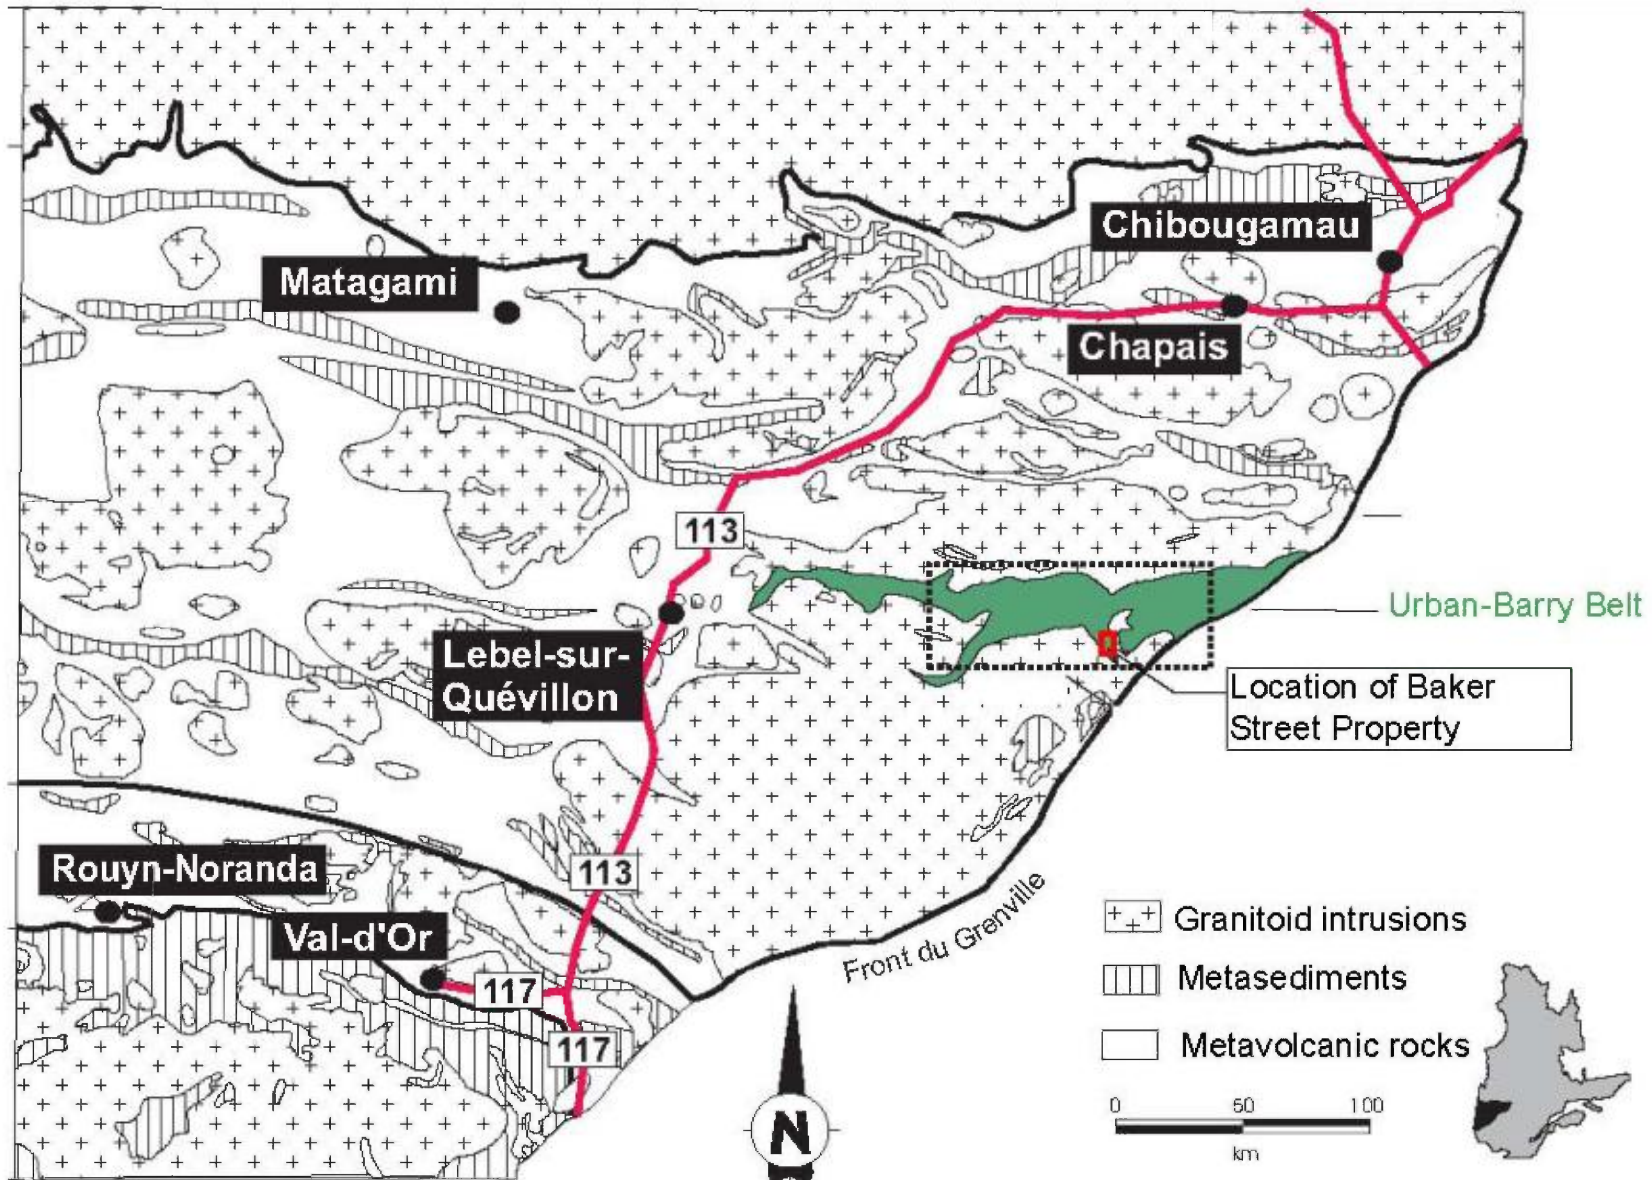 Chibougamau
Matagami
Chapais
113
Urban-Barry Belt
Lebel-sur-
Quévillon
Location of Baker
Street Property
Rouyn-Noranda
113
Val-d'Or
Front du Grenville
117
117
Granitoid intrusions
Metasediments
Metavolcanic rocks
0 50 100
km
N